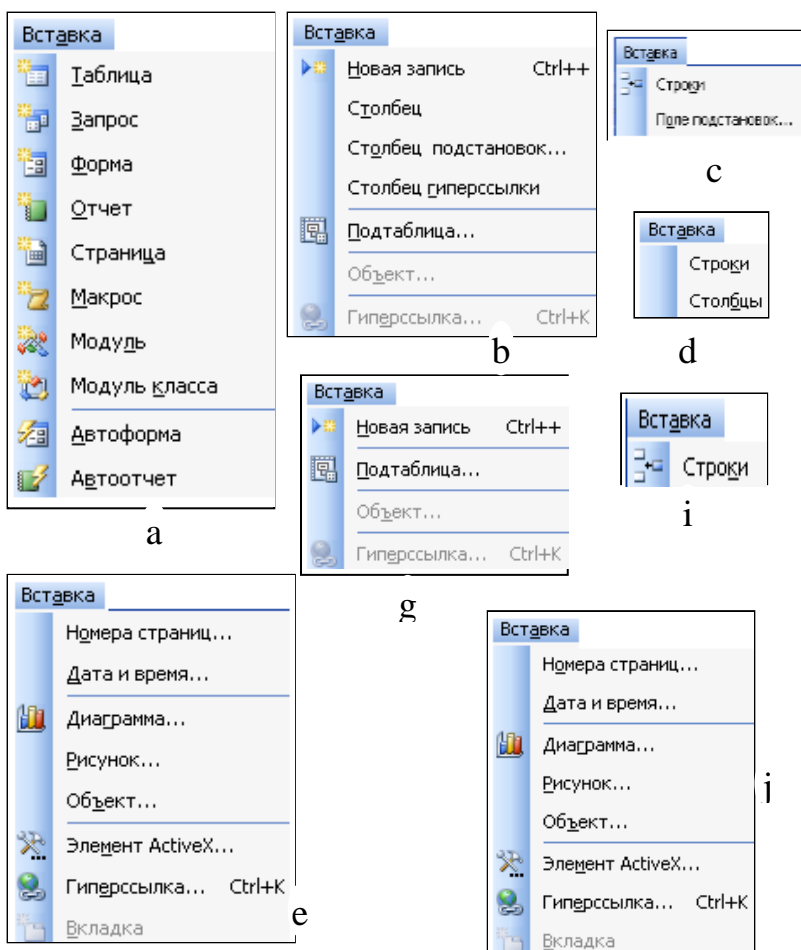 Вставка
Таблица
Запрос
Форма
Отчет
Страница
Макрос
Модуль
Модуль класса
Автоформа
Автоотчет
a
Вставка
Новая запись Ctrl++
Столбец
Столбец подстановок...
Столбец гиперссылки
Подтаблица...
Объект...
Гиперссылка... Ctrl+K
b
Вставка
Строки
Поле подстановок...
c
Вставка
Строки
Столбцы
d
Вставка
Новая запись Ctrl++
Подтаблица...
Объект...
Гиперссылка... Ctrl+K
g
Вставка
Строки
i
Вставка
Номера страниц...
Дата и время...
Диаграмма...
Рисунок...
Объект...
Элемент ActiveX...
Гиперссылка... Ctrl+K
Вкладка
e
Вставка
Номера страниц...
Дата и время...
Диаграмма...
Рисунок...
Объект...
Элемент ActiveX...
Гиперссылка... Ctrl+K
Вкладка
j